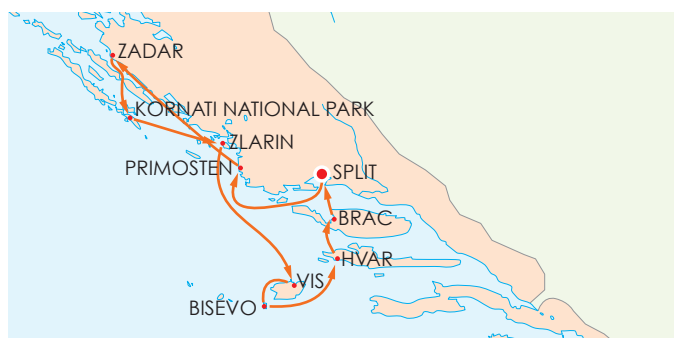 ZADAR
KORNATI NATIONAL PARK
ZLARIN
PRIMOSTEN
SPLIT
BRAC
HVAR
VIS
BISEVO